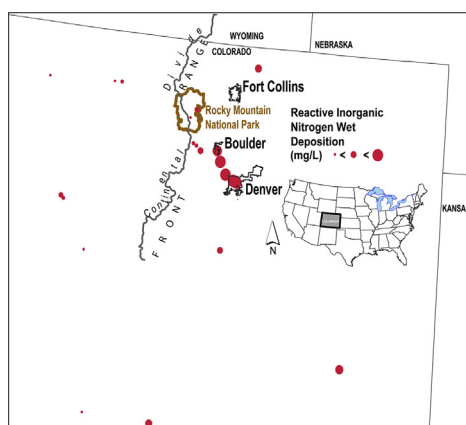 WYOMING
COLORADO
NEBRASKA
Continental Divide
FRONT RANGE
Fort Collins
Rocky Mountain
National Park
Reactive Inorganic
Nitrogen Wet
Deposition
(mg/L) < <
Boulder
Denver
COLORADO
KANSA
N